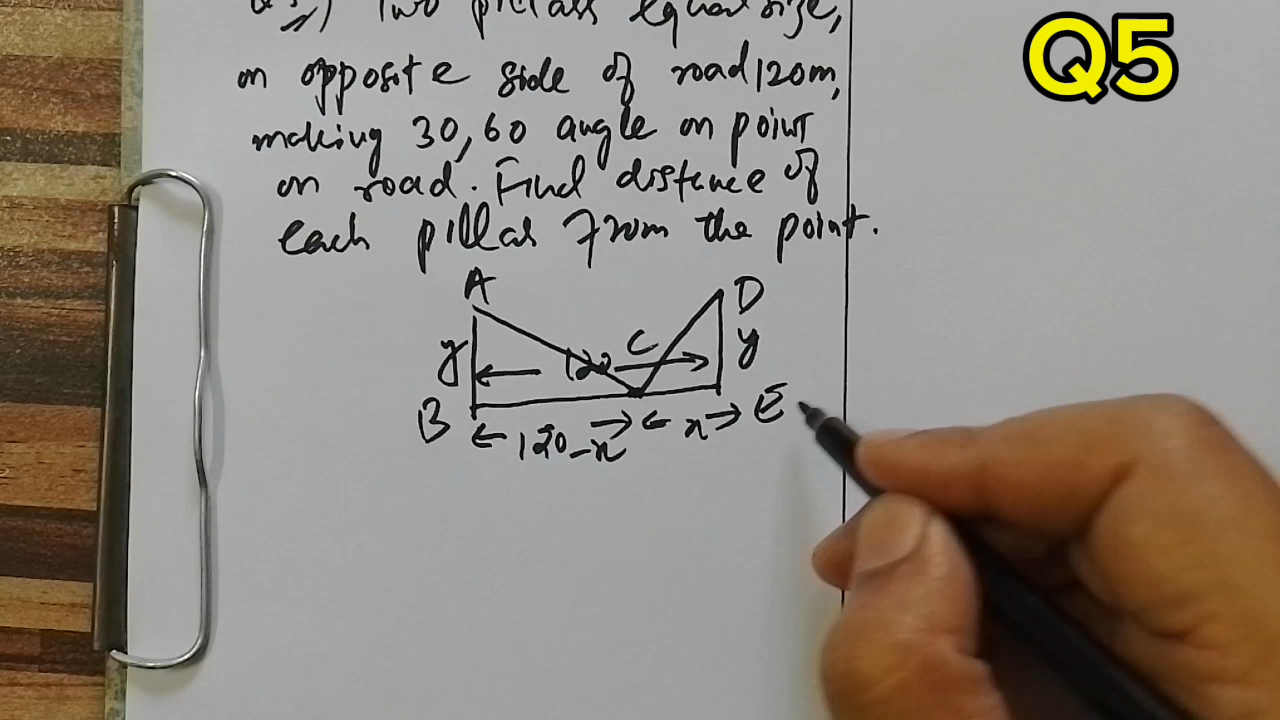 Two pillars equal size,
on opposite side of road 120m,
making 30, 60 angle on point
on road. Find distance of
each pillar from the point.
Q5
A D
y 120 C y
B E
120-x x